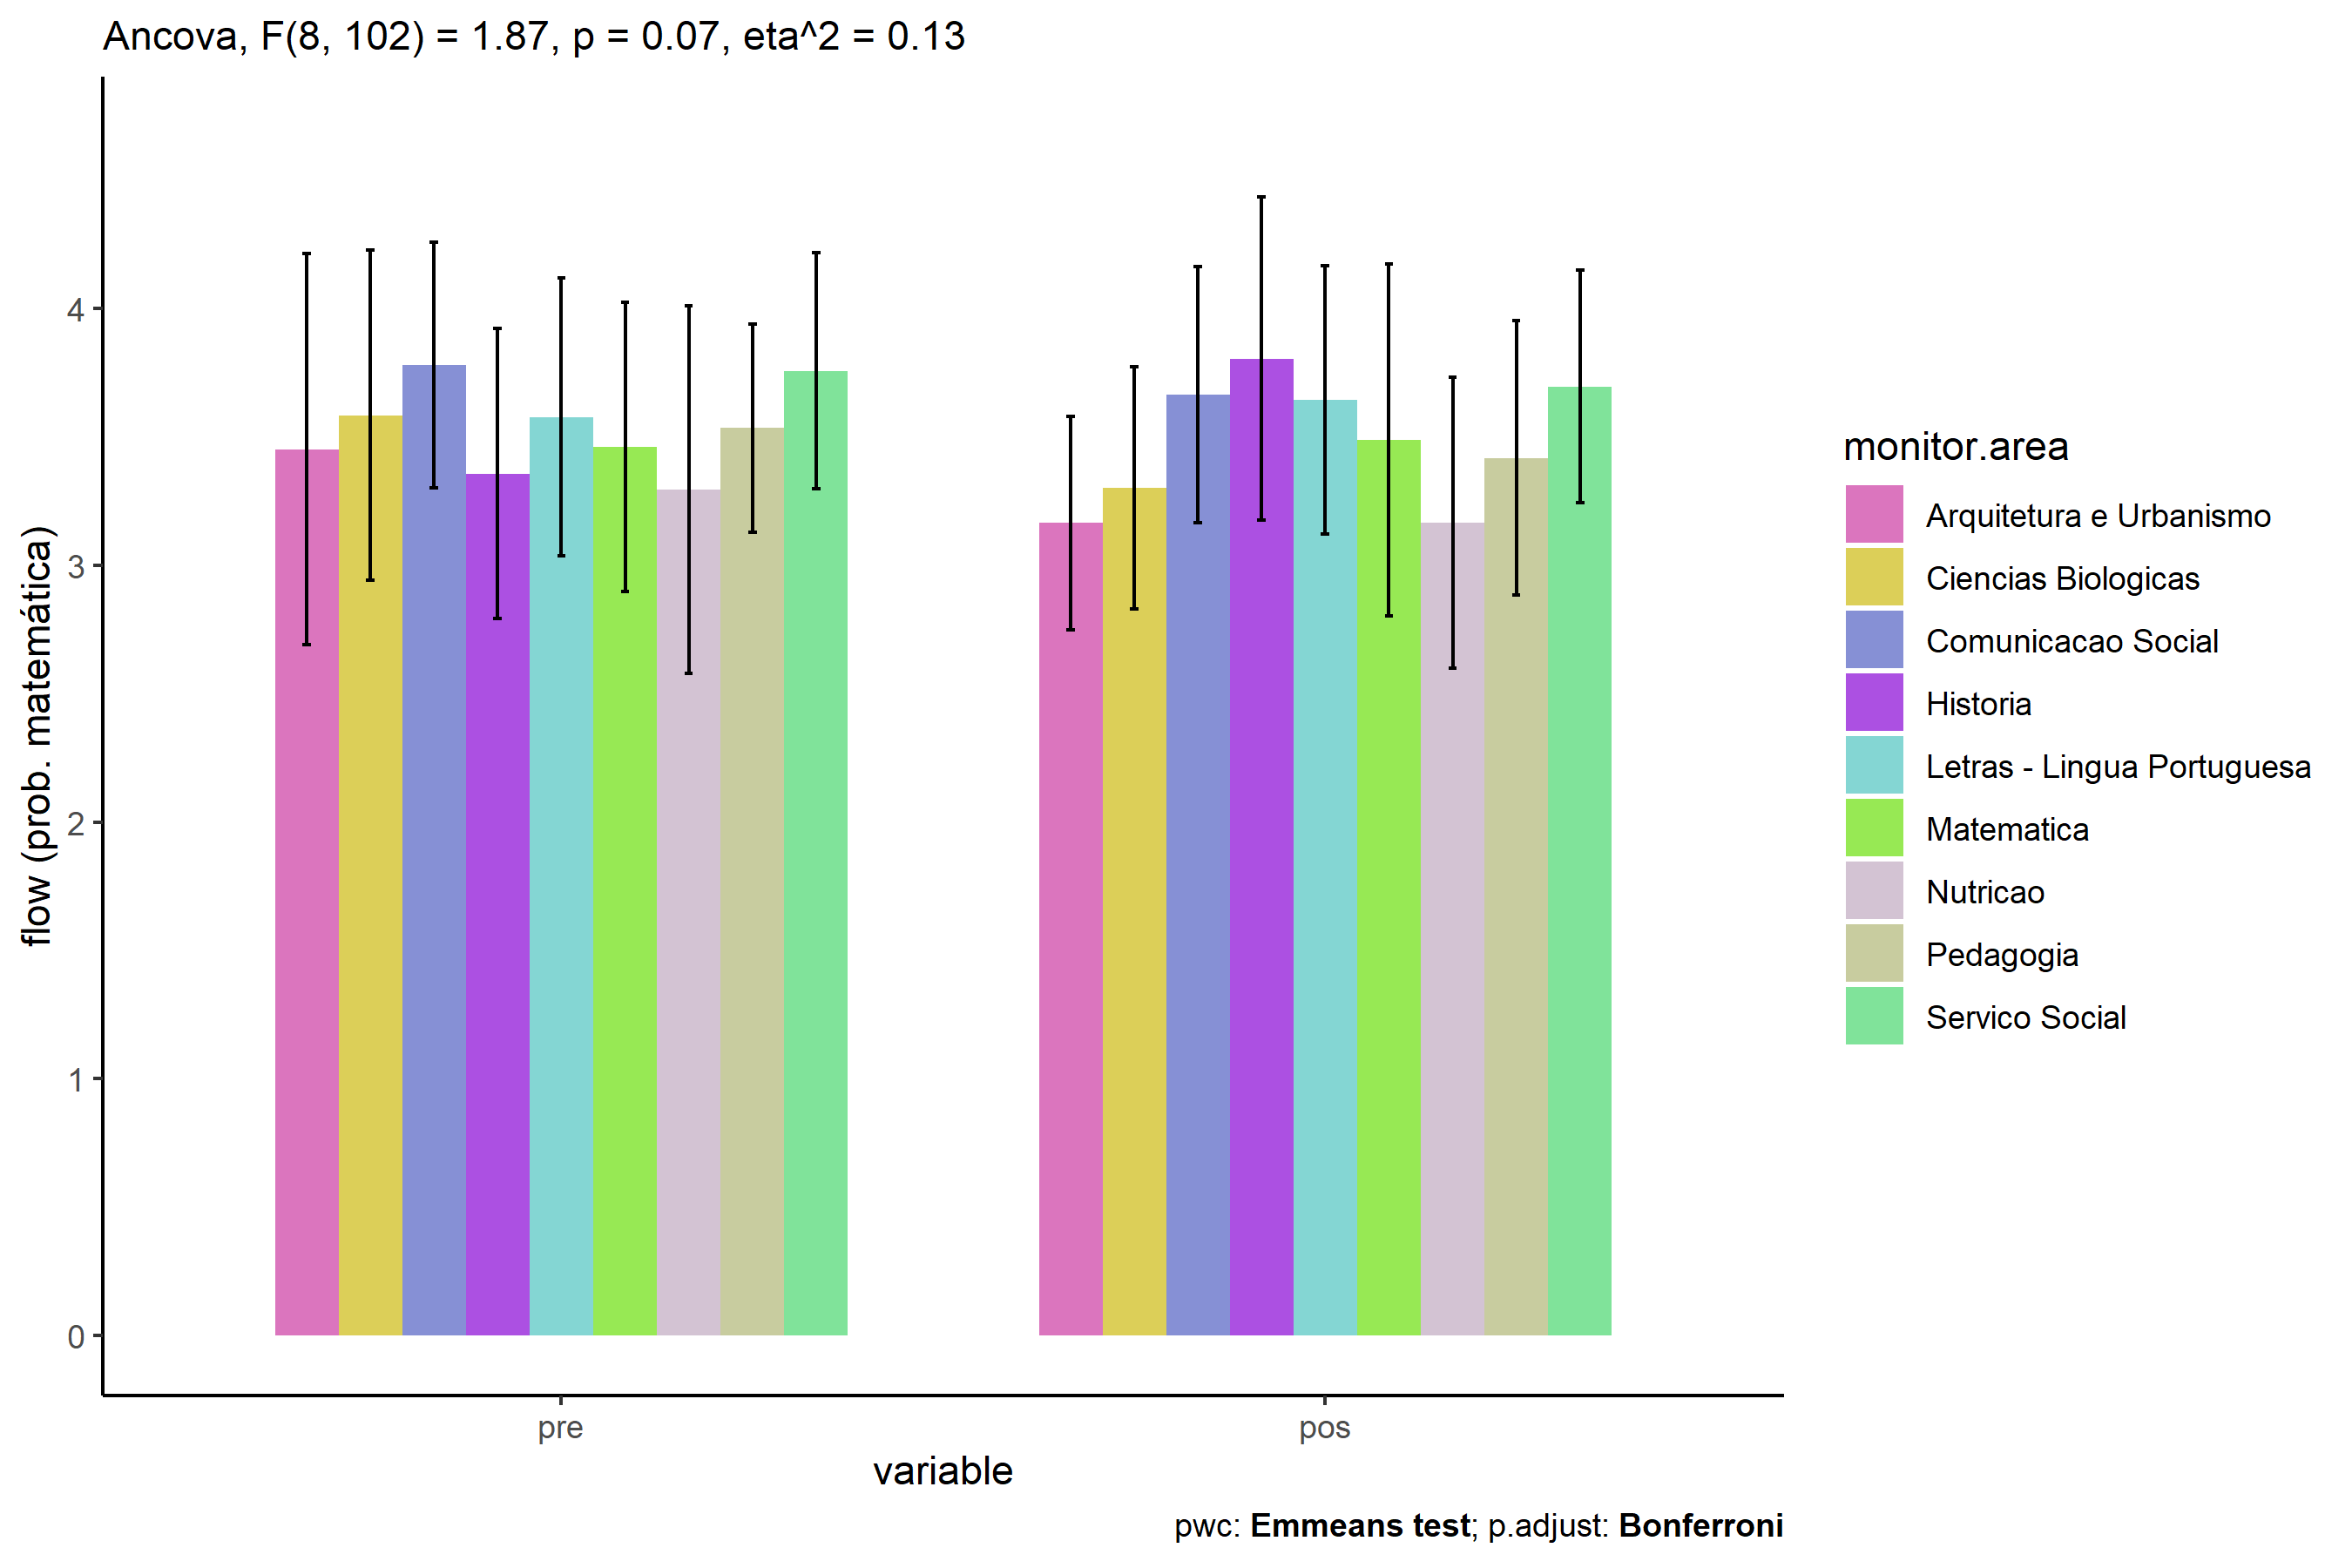 Ancova, F(8, 102) = 1.87, p = 0.07, eta^2 = 0.13
flow (prob. matemática)
4
3
2
1
0
pre
pos
variable
monitor.area
Arquitetura e Urbanismo
Ciencias Biologicas
Comunicacao Social
Historia
Letras - Lingua Portuguesa
Matematica
Nutricao
Pedagogia
Servico Social
pwc: Emmeans test; p.adjust: Bonferroni